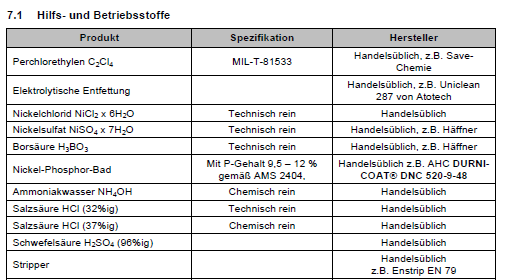 7.1 Hilfs- und Betriebsstoffe
Produkt Spezifikation Hersteller
Perchlorethylen C2Cl4 MIL-T-81533 Handelsüblich, z.B. Save-
Chemie
Elektrolytische Entfettung Handelsüblich, z.B. Uniclean
287 von Atotech
Nickelchlorid NiCl2 x 6H2O Technisch rein Handelsüblich
Nickelsulfat NiSO4 x 7H2O Technisch rein Handelsüblich, z.B. Häffner
Borsäure H3BO3 Technisch rein Handelsüblich, z.B. Häffner
Nickel-Phosphor-Bad Mit P-Gehalt 9,5 – 12 % Handelsüblich z.B. AHC DURNI-
gemäß AMS 2404, COAT® DNC 520-9-48
Ammoniakwasser NH4OH Chemisch rein Handelsüblich
Salzsäure HCl (32%ig) Technisch rein Handelsüblich
Salzsäure HCl (37%ig) Chemisch rein Handelsüblich
Schwefelsäure H2SO4 (96%ig) Handelsüblich
Stripper Handelsüblich
z.B. Enstrip EN 79